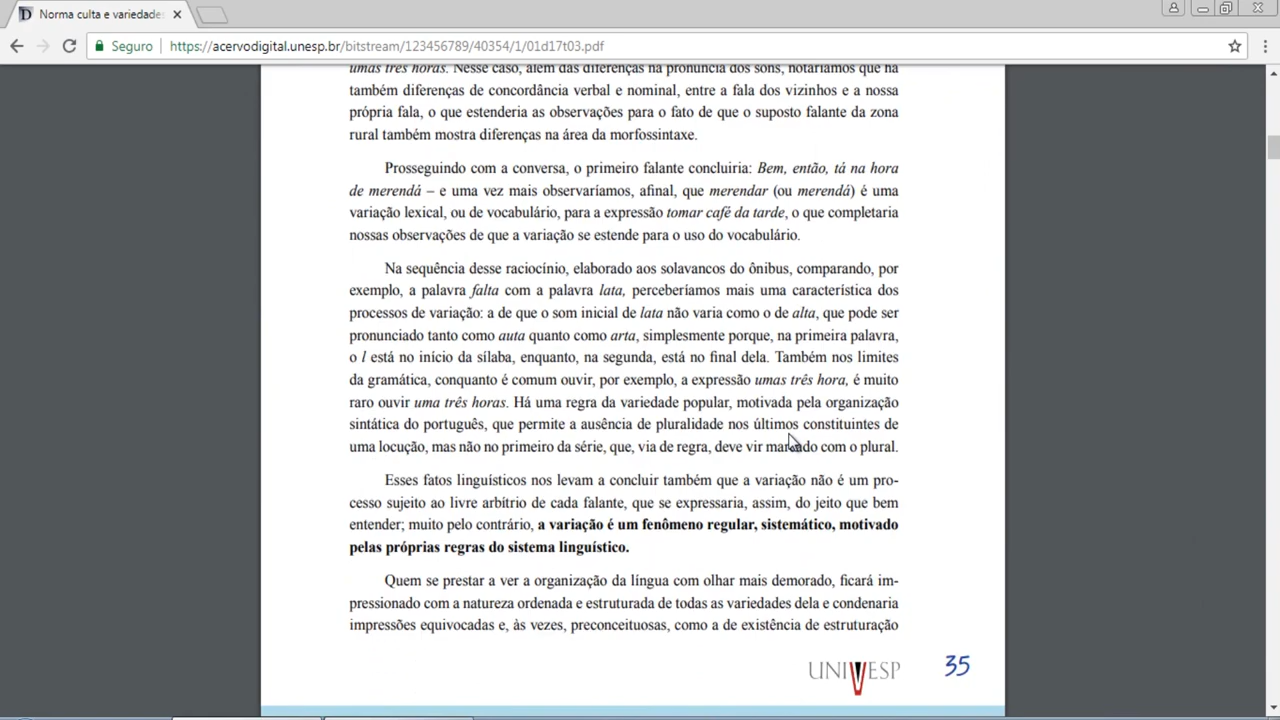 Norma culta e variedades
Seguro https://acervodigital.unesp.br/bitstream/123456789/40354/1/01d17t03.pdf
umas três horas. Nesse caso, além das diferenças na pronúncia dos sons, notaríamos que há
também diferenças de concordância verbal e nominal, entre a fala dos vizinhos e a nossa
própria fala, o que estenderia as observações para o fato de que o suposto falante da zona
rural também mostra diferenças na área da morfossintaxe.
Prosseguindo com a conversa, o primeiro falante concluiria: Bem, então, tá na hora
de merendá – e uma vez mais observaríamos, afinal, que merendar (ou merendá) é uma
variação lexical, ou de vocabulário, para a expressão tomar café da tarde, o que completaria
nossas observações de que a variação se estende para o uso do vocabulário.
Na sequência desse raciocínio, elaborado aos solavancos do ônibus, comparando, por
exemplo, a palavra falta com a palavra lata, perceberíamos mais uma característica dos
processos de variação: a de que o som inicial de lata não varia como o de alta, que pode ser
pronunciado tanto como auta quanto como arta, simplesmente porque, na primeira palavra,
o l está no início da sílaba, enquanto, na segunda, está no final dela. Também nos limites
da gramática, conquanto é comum ouvir, por exemplo, a expressão umas três hora, é muito
raro ouvir uma três horas. Há uma regra da variedade popular, motivada pela organização
sintática do português, que permite a ausência de pluralidade nos últimos constituintes de
uma locução, mas não no primeiro da série, que, via de regra, deve vir marcado com o plural.
Esses fatos linguísticos nos levam a concluir também que a variação não é um pro-
cesso sujeito ao livre arbítrio de cada falante, que se expressaria, assim, do jeito que bem
entender; muito pelo contrário, a variação é um fenômeno regular, sistemático, motivado
pelas próprias regras do sistema linguístico.
Quem se prestar a ver a organização da língua com olhar mais demorado, ficará im-
pressionado com a natureza ordenada e estruturada de todas as variedades dela e condenaria
impressões equivocadas e, às vezes, preconceituosas, como a de existência de estruturação
UNIVESP 35